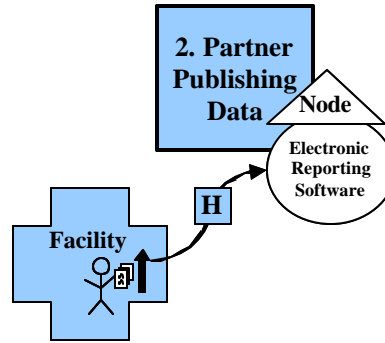 2. Partner
Publishing
Data
Node
Electronic
Reporting
Software
H
Facility